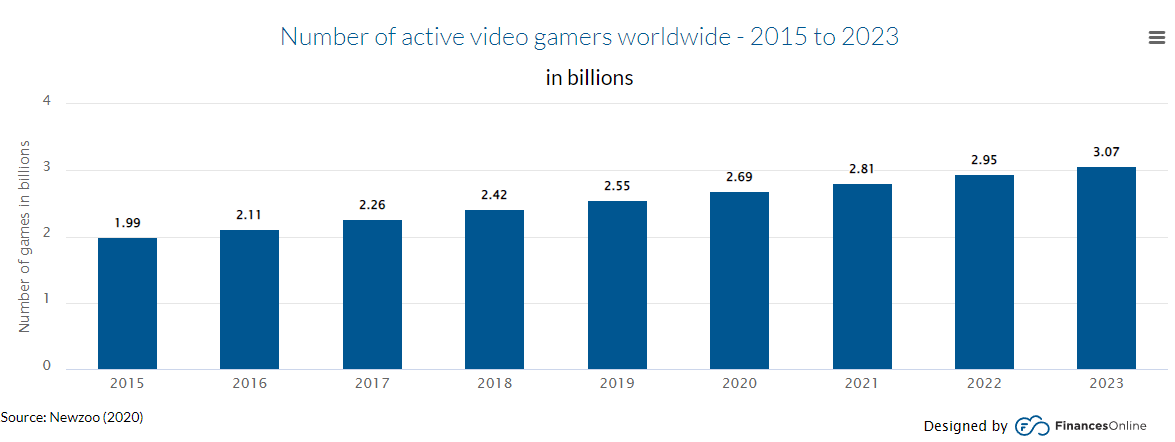 Number of active video gamers worldwide - 2015 to 2023
in billions
Number of games in billions
4
3
2
1
0
1.99
2.11
2.26
2.42
2.55
2.69
2.81
2.95
3.07
2015 2016 2017 2018 2019 2020 2021 2022 2023
Source: Newzoo (2020)
Designed by FinancesOnline